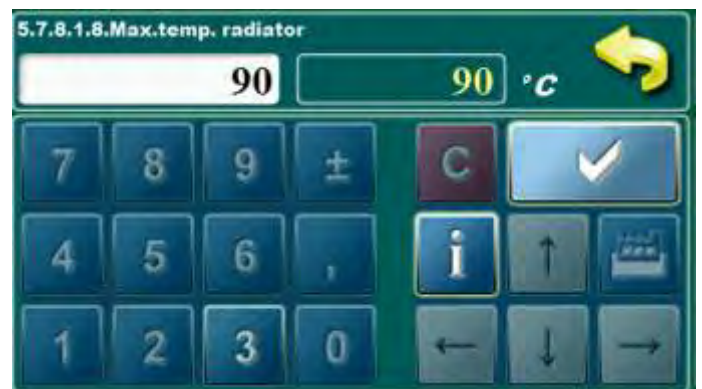 5.7.8.1.8.Max.temp. radiator
90 90 °C
7 8 9 ± C
4 5 6 , i ↑
1 2 3 0 ← ↓ →